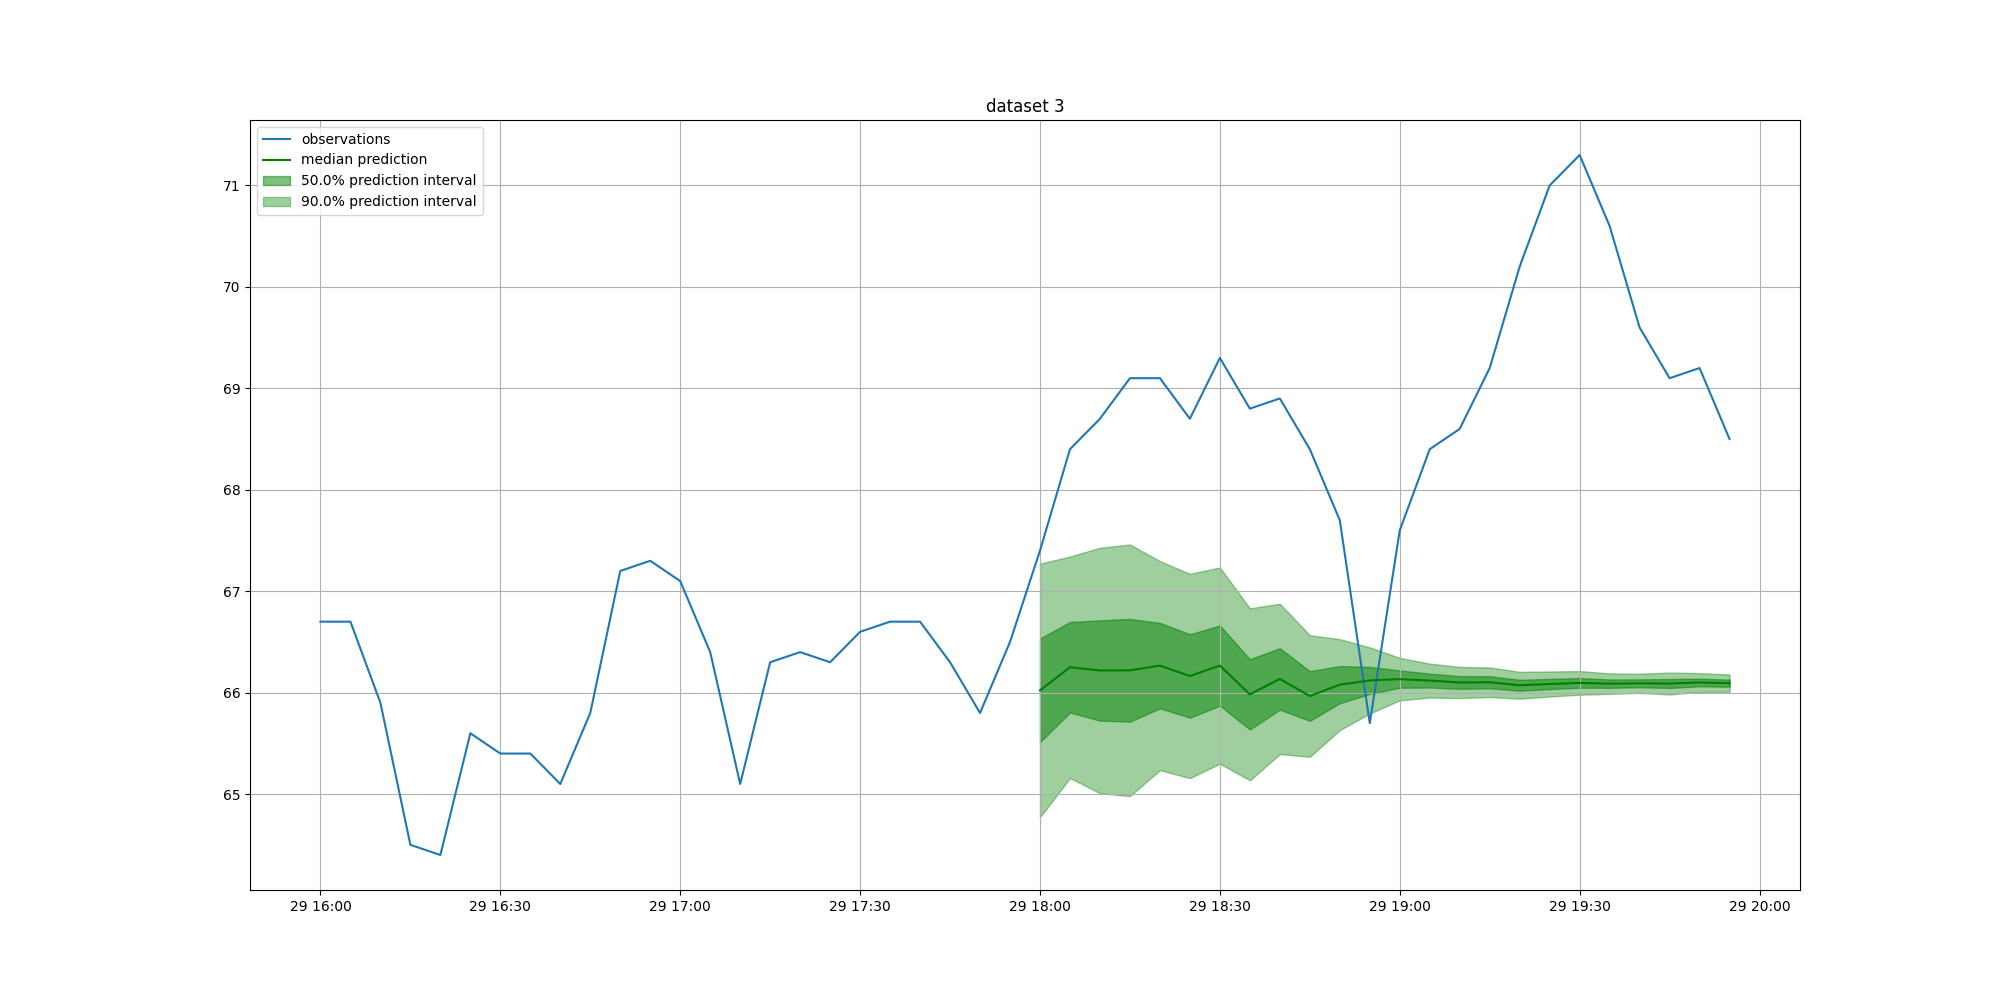 dataset 3
observations
median prediction
50.0% prediction interval
90.0% prediction interval
71
70
69
68
67
66
65
29 16:00 29 16:30 29 17:00 29 17:30 29 18:00 29 18:30 29 19:00 29 19:30 29 20:00